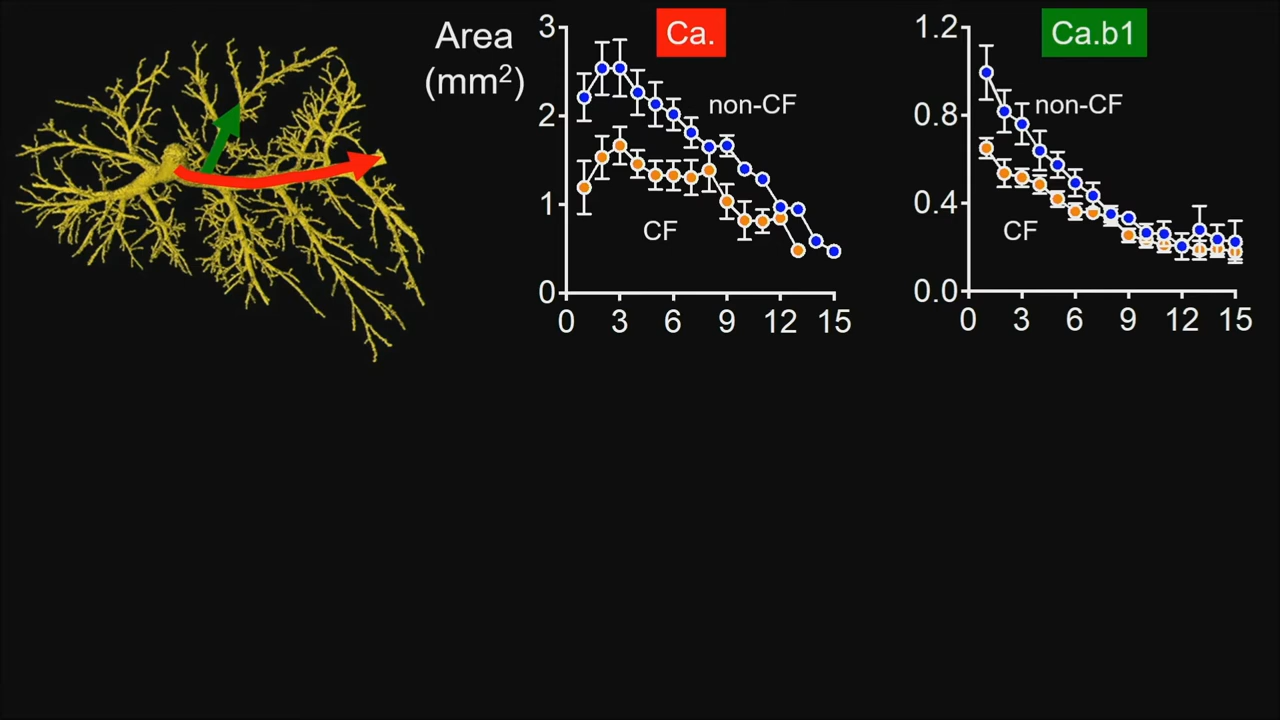 Area
(mm²)
Ca.
3
2
1
0
non-CF
CF
0 3 6 9 12 15
Ca.b1
1.2
0.8
0.4
0.0
non-CF
CF
0 3 6 9 12 15